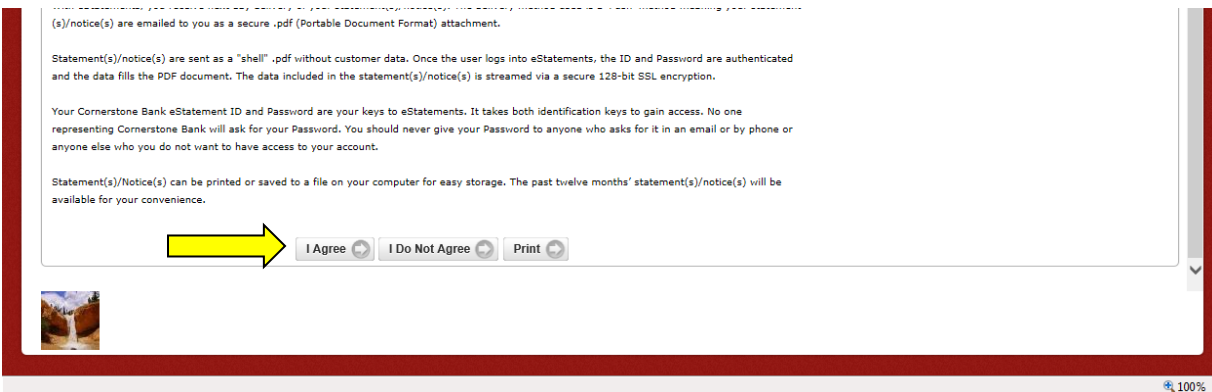 (s)/notice(s) are emailed to you as a secure .pdf (Portable Document Format) attachment.
Statement(s)/notice(s) are sent as a "shell" .pdf without customer data. Once the user logs into eStatements, the ID and Password are authenticated
and the data fills the PDF document. The data included in the statement(s)/notice(s) is streamed via a secure 128-bit SSL encryption.
Your Cornerstone Bank eStatement ID and Password are your keys to eStatements. It takes both identification keys to gain access. No one
representing Cornerstone Bank will ask for your Password. You should never give your Password to anyone who asks for it in an email or by phone or
anyone else who you do not want to have access to your account.
Statement(s)/Notice(s) can be printed or saved to a file on your computer for easy storage. The past twelve months' statement(s)/notice(s) will be
available for your convenience.
I Agree I Do Not Agree Print
100%